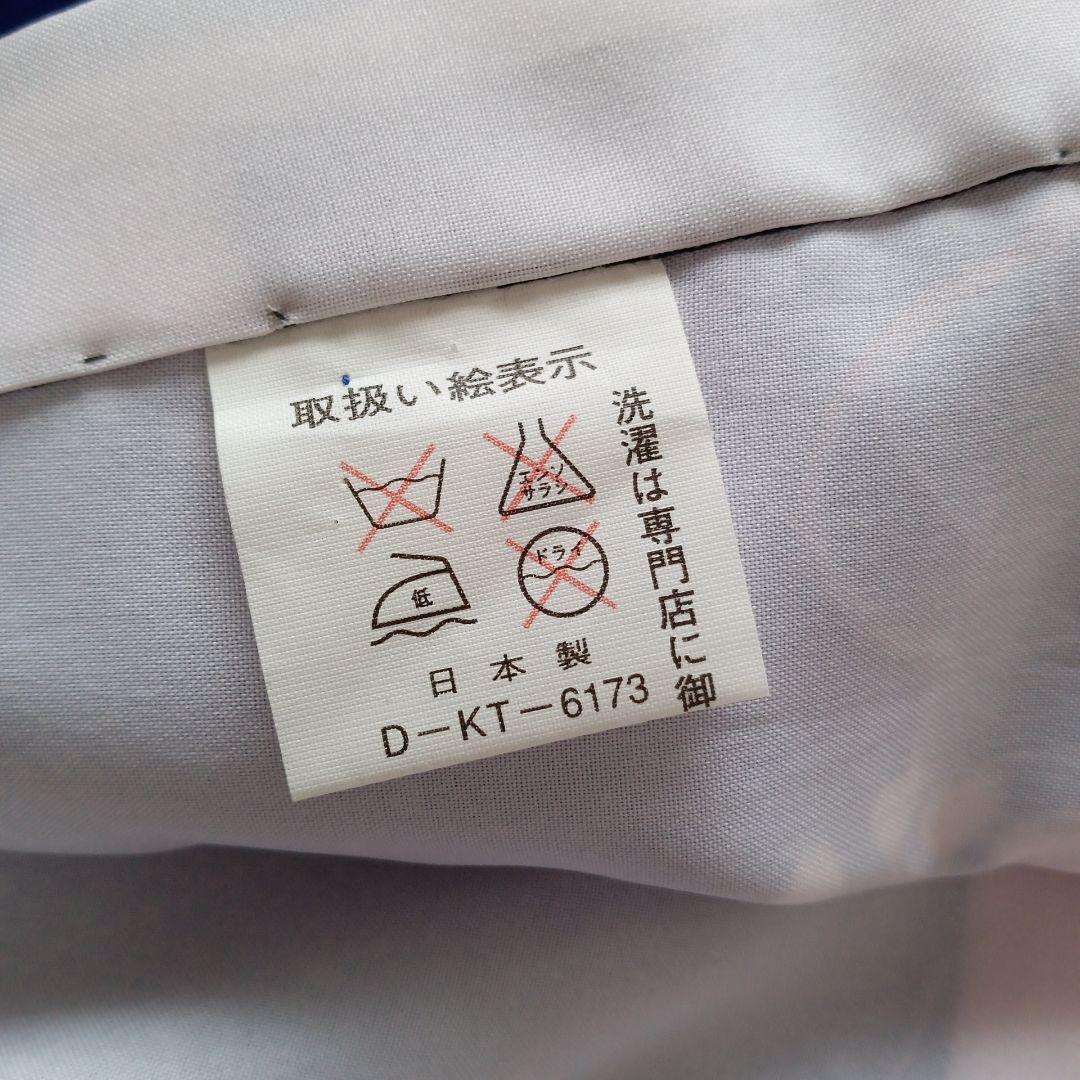 取扱い絵表示
エンソ
サラシ
低
ドライ
日本製
D-KT-6173
洗濯は専門店に御